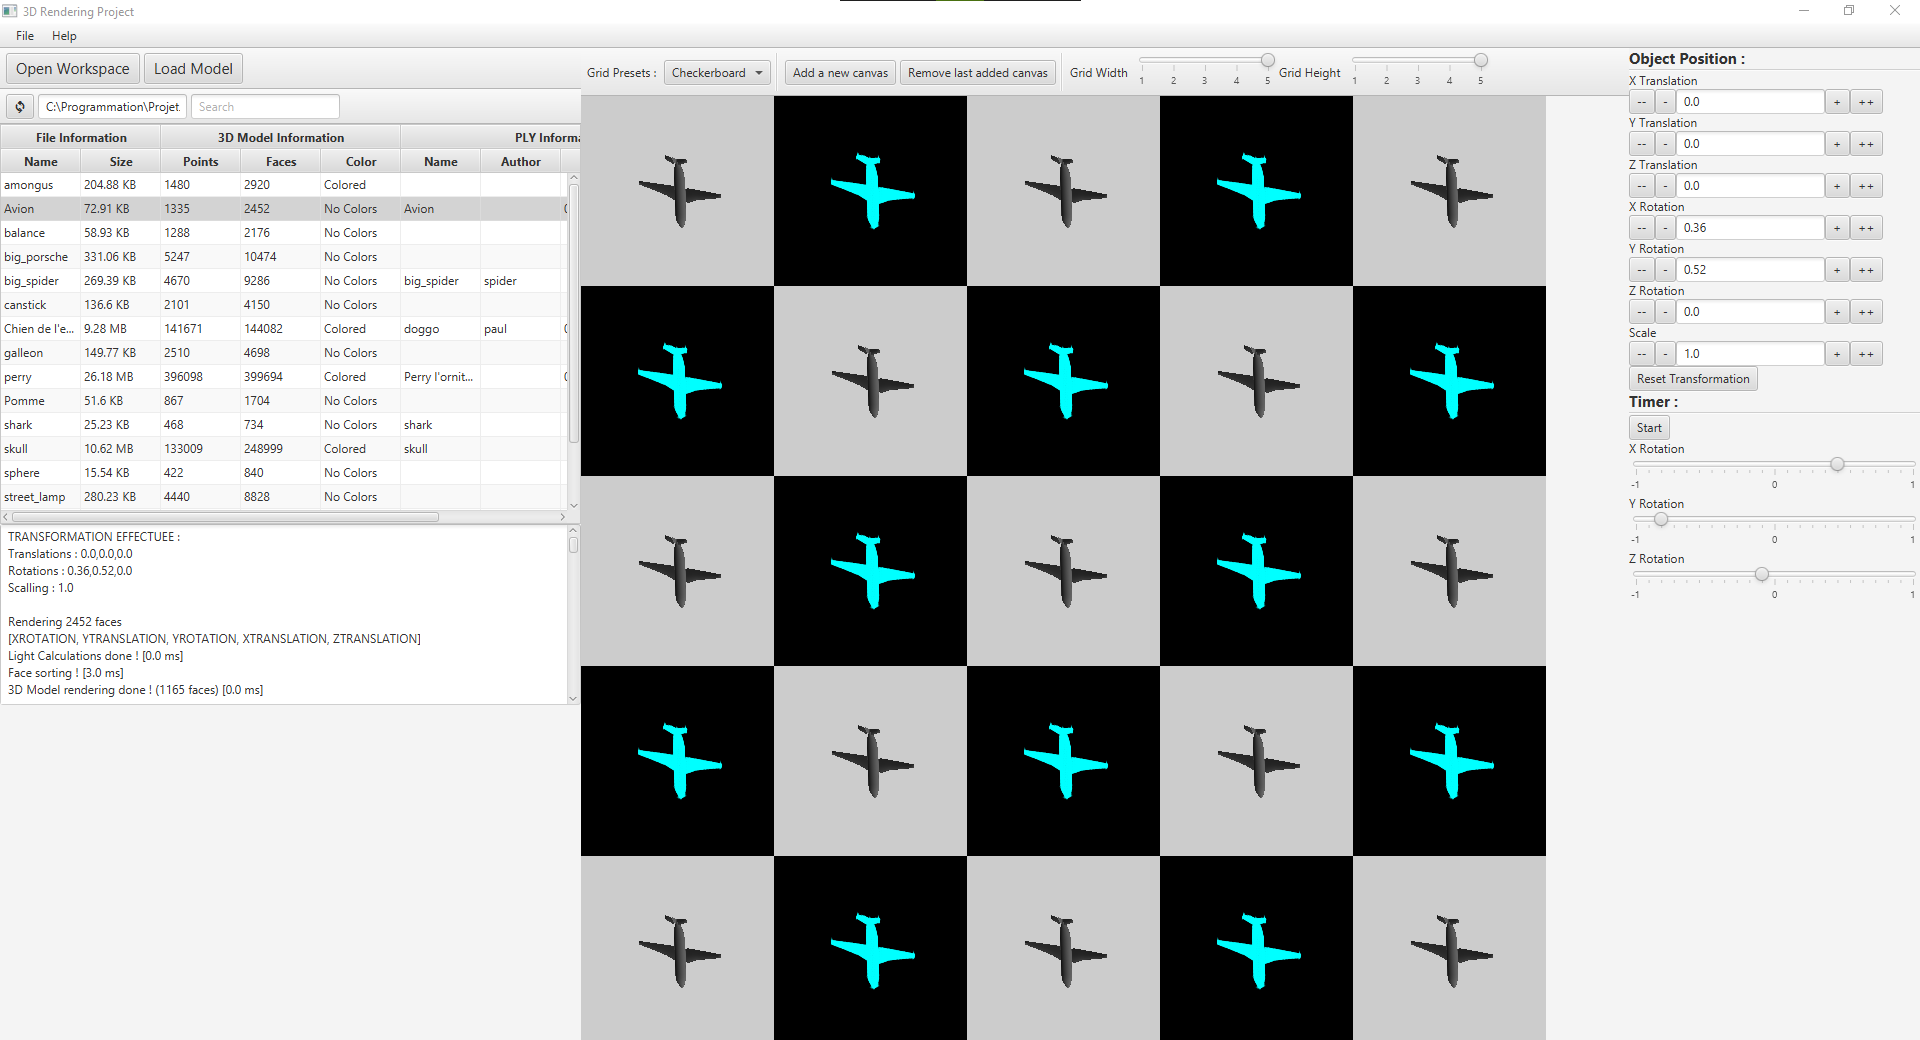 3D Rendering Project
File Help
Open Workspace Load Model
C:\Programmation\Projet. Search
File Information 3D Model Information PLY Informa
Name Size Points Faces Color Name Author
amongus 204.88 KB 1480 2920 Colored
Avion 72.91 KB 1335 2452 No Colors Avion
balance 58.93 KB 1288 2176 No Colors
big_porsche 331.06 KB 5247 10474 No Colors
big_spider 269.39 KB 4670 9286 No Colors big_spider spider
canstick 136.6 KB 2101 4150 No Colors
Chien de l'e... 9.28 MB 141671 144082 Colored doggo paul
galleon 149.77 KB 2510 4698 No Colors
perry 26.18 MB 396098 399694 Colored Perry l'ornit...
Pomme 51.6 KB 867 1704 No Colors
shark 25.23 KB 468 734 No Colors shark
skull 10.62 MB 133009 248999 Colored skull
sphere 15.54 KB 422 840 No Colors
street_lamp 280.23 KB 4440 8828 No Colors
TRANSFORMATION EFFECTUEE :
Translations : 0.0,0.0,0.0
Rotations : 0.36,0.52,0.0
Scalling : 1.0
Rendering 2452 faces
[XROTATION, YTRANSLATION, YROTATION, XTRANSLATION, ZTRANSLATION]
Light Calculations done ! [0.0 ms]
Face sorting ! [3.0 ms]
3D Model rendering done ! (1165 faces) [0.0 ms]
Grid Presets : Checkerboard Add a new canvas Remove last added canvas Grid Width 1 2 3 4 5 Grid Height 1 2 3 4 5
Object Position :
X Translation
-- - 0.0 + ++
Y Translation
-- - 0.0 + ++
Z Translation
-- - 0.0 + ++
X Rotation
-- - 0.36 + ++
Y Rotation
-- - 0.52 + ++
Z Rotation
-- - 0.0 + ++
Scale
-- - 1.0 + ++
Reset Transformation
Timer :
Start
X Rotation
-1 0 1
Y Rotation
-1 0 1
Z Rotation
-1 0 1